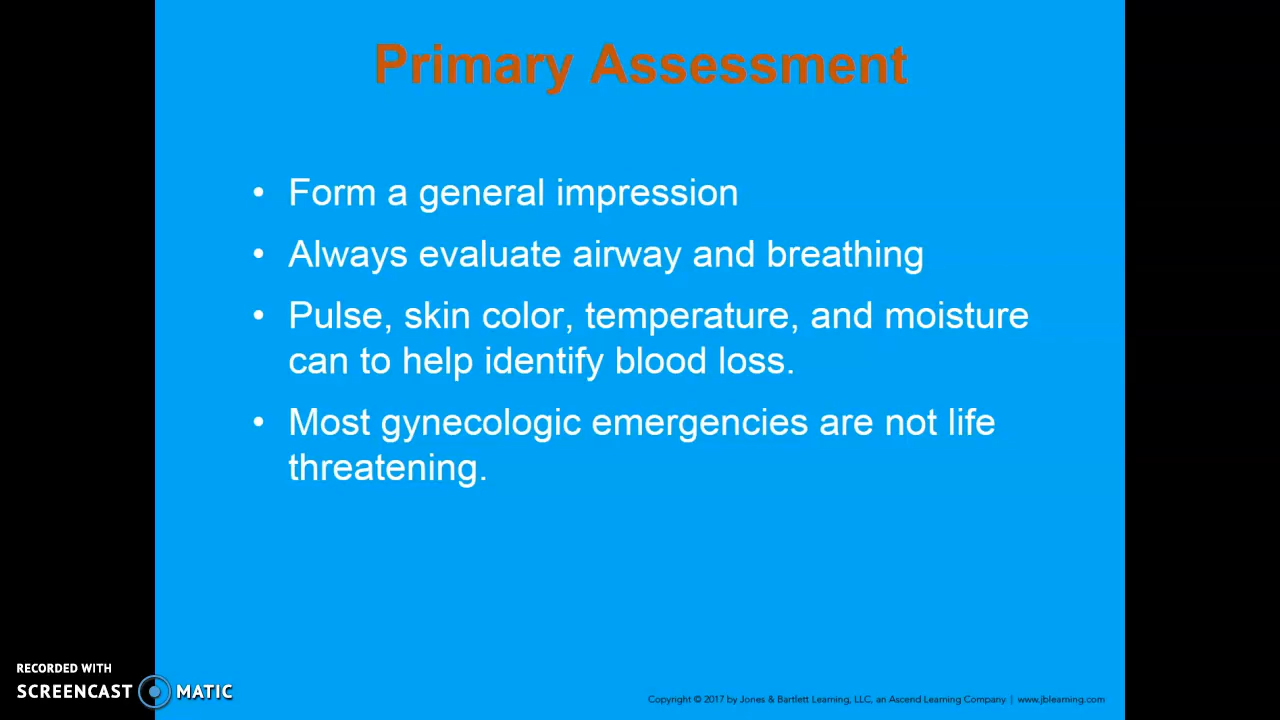 Primary Assessment
• Form a general impression
• Always evaluate airway and breathing
• Pulse, skin color, temperature, and moisture
can to help identify blood loss.
• Most gynecologic emergencies are not life
threatening.
RECORDED WITH
SCREENCAST MATIC
Copyright © 2017 by Jones & Bartlett Learning, LLC, an Ascend Learning Company | www.jblearning.com